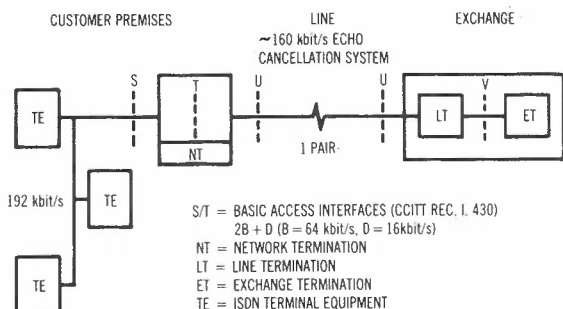 CUSTOMER PREMISES
LINE
EXCHANGE
~160 kbit/s ECHO
CANCELLATION SYSTEM
S
T
U
U
V
TE
NT
1 PAIR-
LT
ET
192 kbit/s
TE
TE
S/T = BASIC ACCESS INTERFACES (CCITT REC. I. 430)
2B + D (B = 64 kbit/s, D = 16kbit/s)
NT = NETWORK TERMINATION
LT = LINE TERMINATION
ET = EXCHANGE TERMINATION
TE = ISDN TERMINAL EQUIPMENT